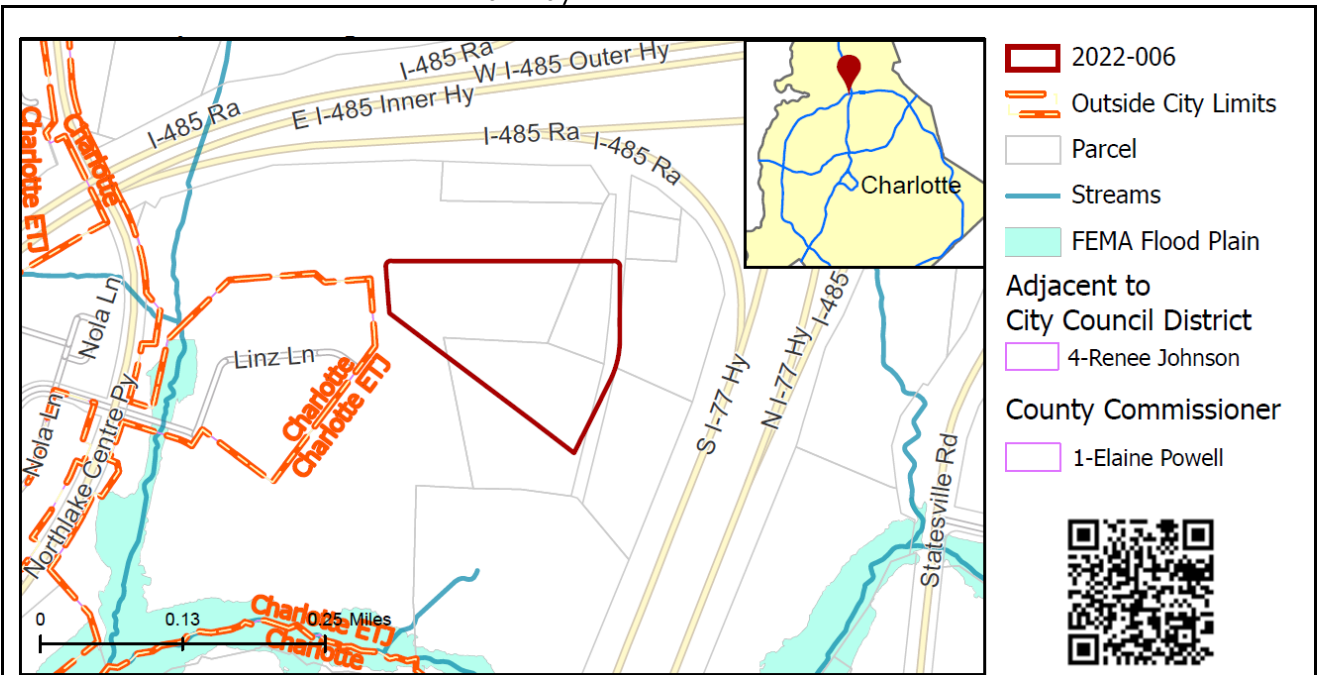 I-485 Ra
W I-485 Outer Hy
I-485 Ra
E I-485 Inner Hy
I-485 Ra
I-485 Ra
Charlotte
Charlotte ETJ
Charlotte
Nola Ln
Linz Ln
Charlotte
Charlotte ETJ
Nola Ln
Northlake Centre Py
S I-77 Hy
N I-77 Hy
I-485
Statesville Rd
Charlotte ETJ
Charlotte
0 0.13 0.25 Miles
2022-006
Outside City Limits
Parcel
Streams
FEMA Flood Plain
Adjacent to
City Council District
4-Renee Johnson
County Commissioner
1-Elaine Powell